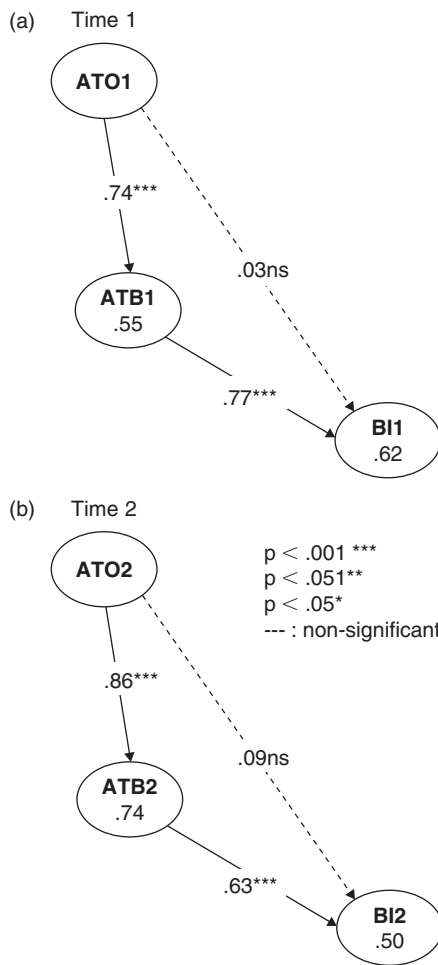 (a) Time 1
ATO1
.74***
.03ns
ATB1
.55
.77***
BI1
.62
(b) Time 2
ATO2
p < .001 ***
p < .051**
p < .05*
--- : non-significant
.86***
.09ns
ATB2
.74
.63***
BI2
.50